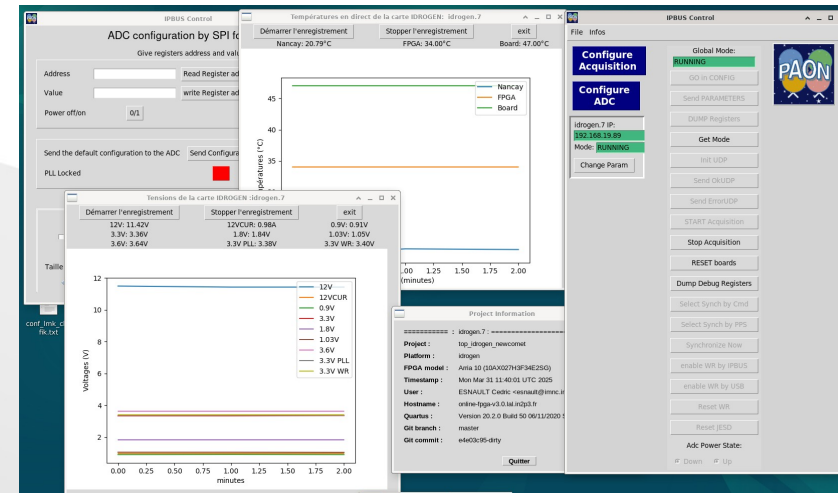 IPBUS Control
ADC configuration by SPI fo
Give registers address and valu
Address
Read Register ad
Value
write Register ad
Power off/on
0/1
Send the default configuration to the ADC
Send Configura
PLL Locked
Taille
conf_lmk_cl
fik.txt
Températures en direct de la carte IDROGEN: idrogen.7
Démarrer l'enregistrement
Stopper l'enregistrement
exit
Nancay: 20.79°C
FPGA: 34.00°C
Board: 47.00°C
Nancay
FPGA
Board
45
40
35
pératures (°C)
1.00 1.25 1.50 1.75 2.00
(minutes)
Tensions de la carte IDROGEN :idrogen.7
Démarrer l'enregistrement
Stopper l'enregistrement
exit
12V: 11.42V
12VCUR: 0.98A
0.9V: 0.91V
3.3V: 3.36V
1.8V: 1.84V
1.03V: 1.05V
3.6V: 3.64V
3.3V PLL: 3.38V
3.3V WR: 3.40V
12V
12VCUR
0.9V
3.3V
1.8V
1.03V
3.6V
3.3V PLL
3.3V WR
12
10
8
6
4
2
Voltages (V)
0.00 0.25 0.50 0.75 1.00 1.25 1.50 1.75 2.00
minutes
Project Information
=========== : idrogen.7 : ===================
Project : top_idrogen_newcomet
Platform : idrogen
FPGA model : Arria 10 (10AX027H3F34E2SG)
Timestamp : Mon Mar 31 11:40:01 UTC 2025
User : ESNAULT Cedric <esnault@imnc.in
Hostname : online-fpga-v3.0.lal.in2p3.fr
Quartus : Version 20.2.0 Build 50 06/11/2020 S
Git branch : master
Git commit : e4e03c95-dirty
Quitter
IPBUS Control
File Infos
Configure
Acquisition
Configure
ADC
idrogen.7 IP:
192.168.19.89
Mode: RUNNING
Change Param
Global Mode:
RUNNING
GO in CONFIG
Send PARAMETERS
DUMP Registers
Get Mode
Init UDP
Send OkUDP
Send ErrorUDP
START Acquisition
Stop Acquisition
RESET boards
Dump Debug Registers
Select Synch by Cmd
Select Synch by PPS
Synchronize Now
enable WR by IPBUS
enable WR by USB
Reset WR
Reset JESD
Adc Power State:
Down Up
PAON